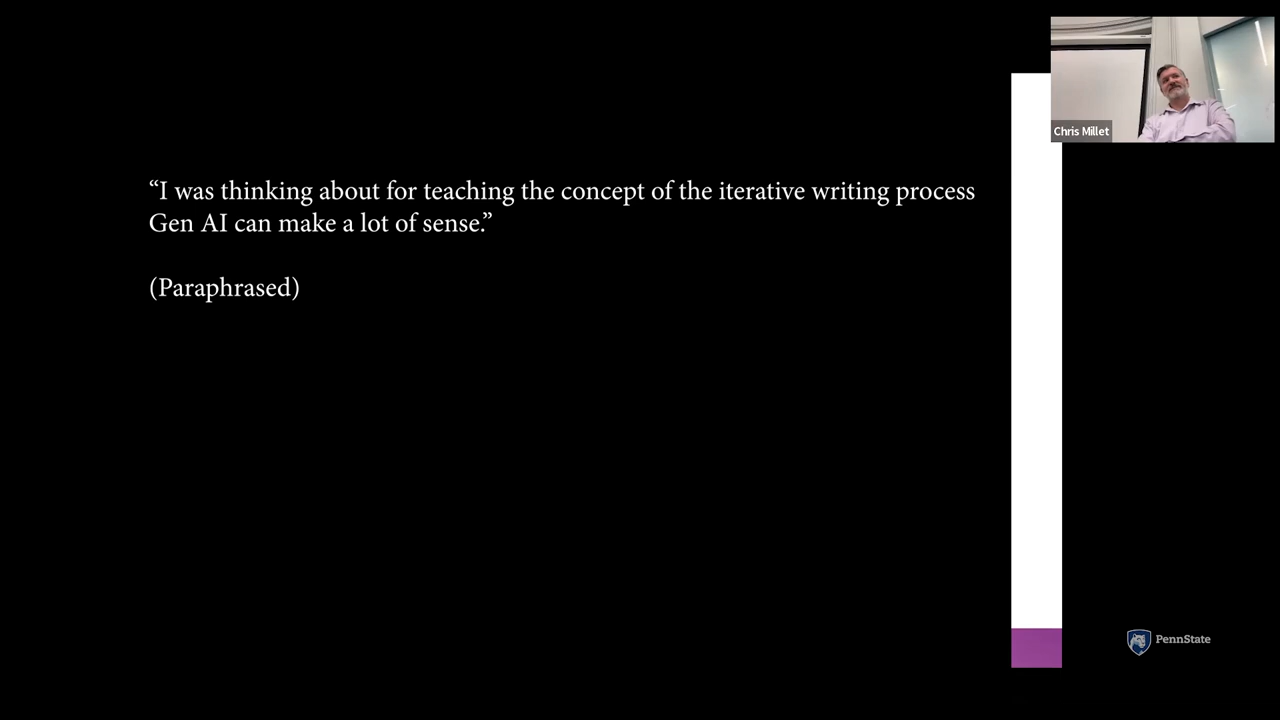 Chris Millet
“I was thinking about for teaching the concept of the iterative writing process
Gen AI can make a lot of sense.”
(Paraphrased)
PennState